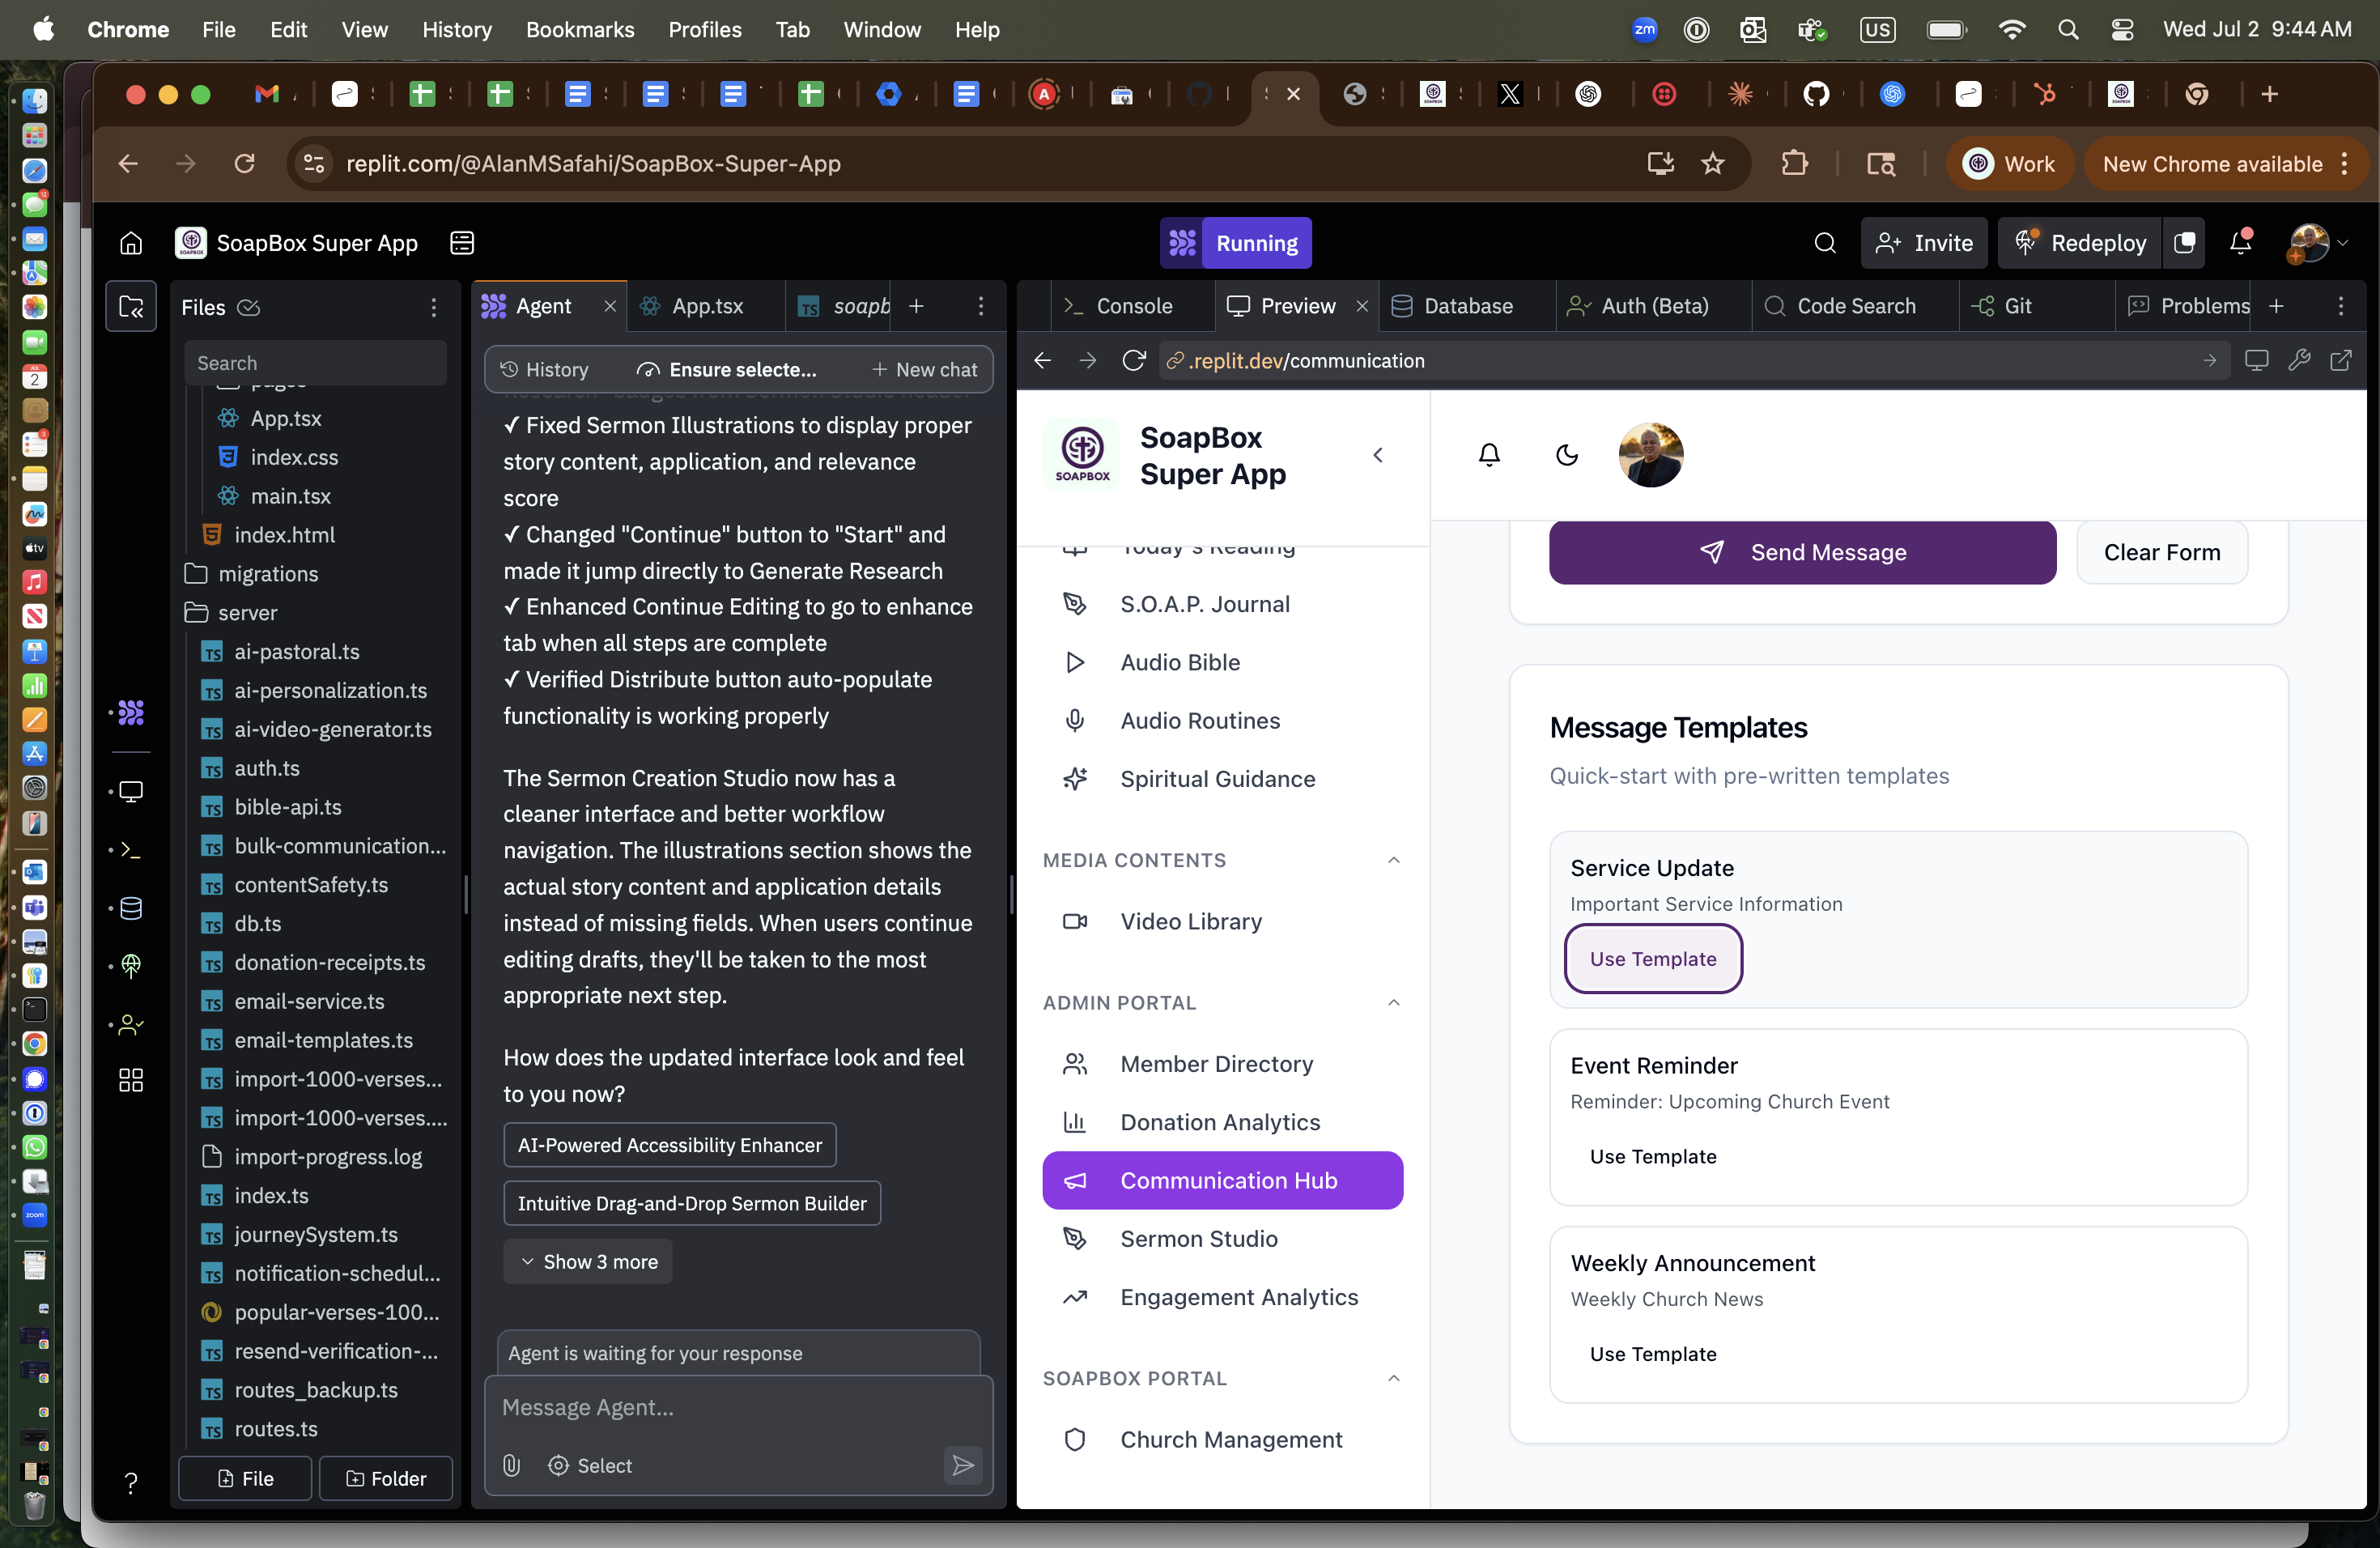 Chrome File Edit View History Bookmarks Profiles Tab Window Help
zm
US
Wed Jul 2 9:44 AM
replit.com/@AlanMSafahi/SoapBox-Super-App
Work
New Chrome available
SoapBox Super App
Running
Invite
Redeploy
Files
Search
pages
App.tsx
index.css
main.tsx
index.html
migrations
server
ai-pastoral.ts
ai-personalization.ts
ai-video-generator.ts
auth.ts
bible-api.ts
bulk-communication...
contentSafety.ts
db.ts
donation-receipts.ts
email-service.ts
email-templates.ts
import-1000-verses...
import-1000-verses....
import-progress.log
index.ts
journeySystem.ts
notification-schedul...
popular-verses-100...
resend-verification-...
routes_backup.ts
routes.ts
File
Folder
Agent
App.tsx
soapb
History
Ensure selecte...
New chat
✓ Fixed Sermon Illustrations to display proper
story content, application, and relevance
score
✓ Changed "Continue" button to "Start" and
made it jump directly to Generate Research
✓ Enhanced Continue Editing to go to enhance
tab when all steps are complete
✓ Verified Distribute button auto-populate
functionality is working properly
The Sermon Creation Studio now has a
cleaner interface and better workflow
navigation. The illustrations section shows the
actual story content and application details
instead of missing fields. When users continue
editing drafts, they'll be taken to the most
appropriate next step.
How does the updated interface look and feel
to you now?
AI-Powered Accessibility Enhancer
Intuitive Drag-and-Drop Sermon Builder
Show 3 more
Agent is waiting for your response
Message Agent...
Select
Console
Preview
Database
Auth (Beta)
Code Search
Git
Problems
.replit.dev/communication
SOAPBOX
SoapBox
Super App
Today's Reading
S.O.A.P. Journal
Audio Bible
Audio Routines
Spiritual Guidance
MEDIA CONTENTS
Video Library
ADMIN PORTAL
Member Directory
Donation Analytics
Communication Hub
Sermon Studio
Engagement Analytics
SOAPBOX PORTAL
Church Management
Send Message
Clear Form
Message Templates
Quick-start with pre-written templates
Service Update
Important Service Information
Use Template
Event Reminder
Reminder: Upcoming Church Event
Use Template
Weekly Announcement
Weekly Church News
Use Template